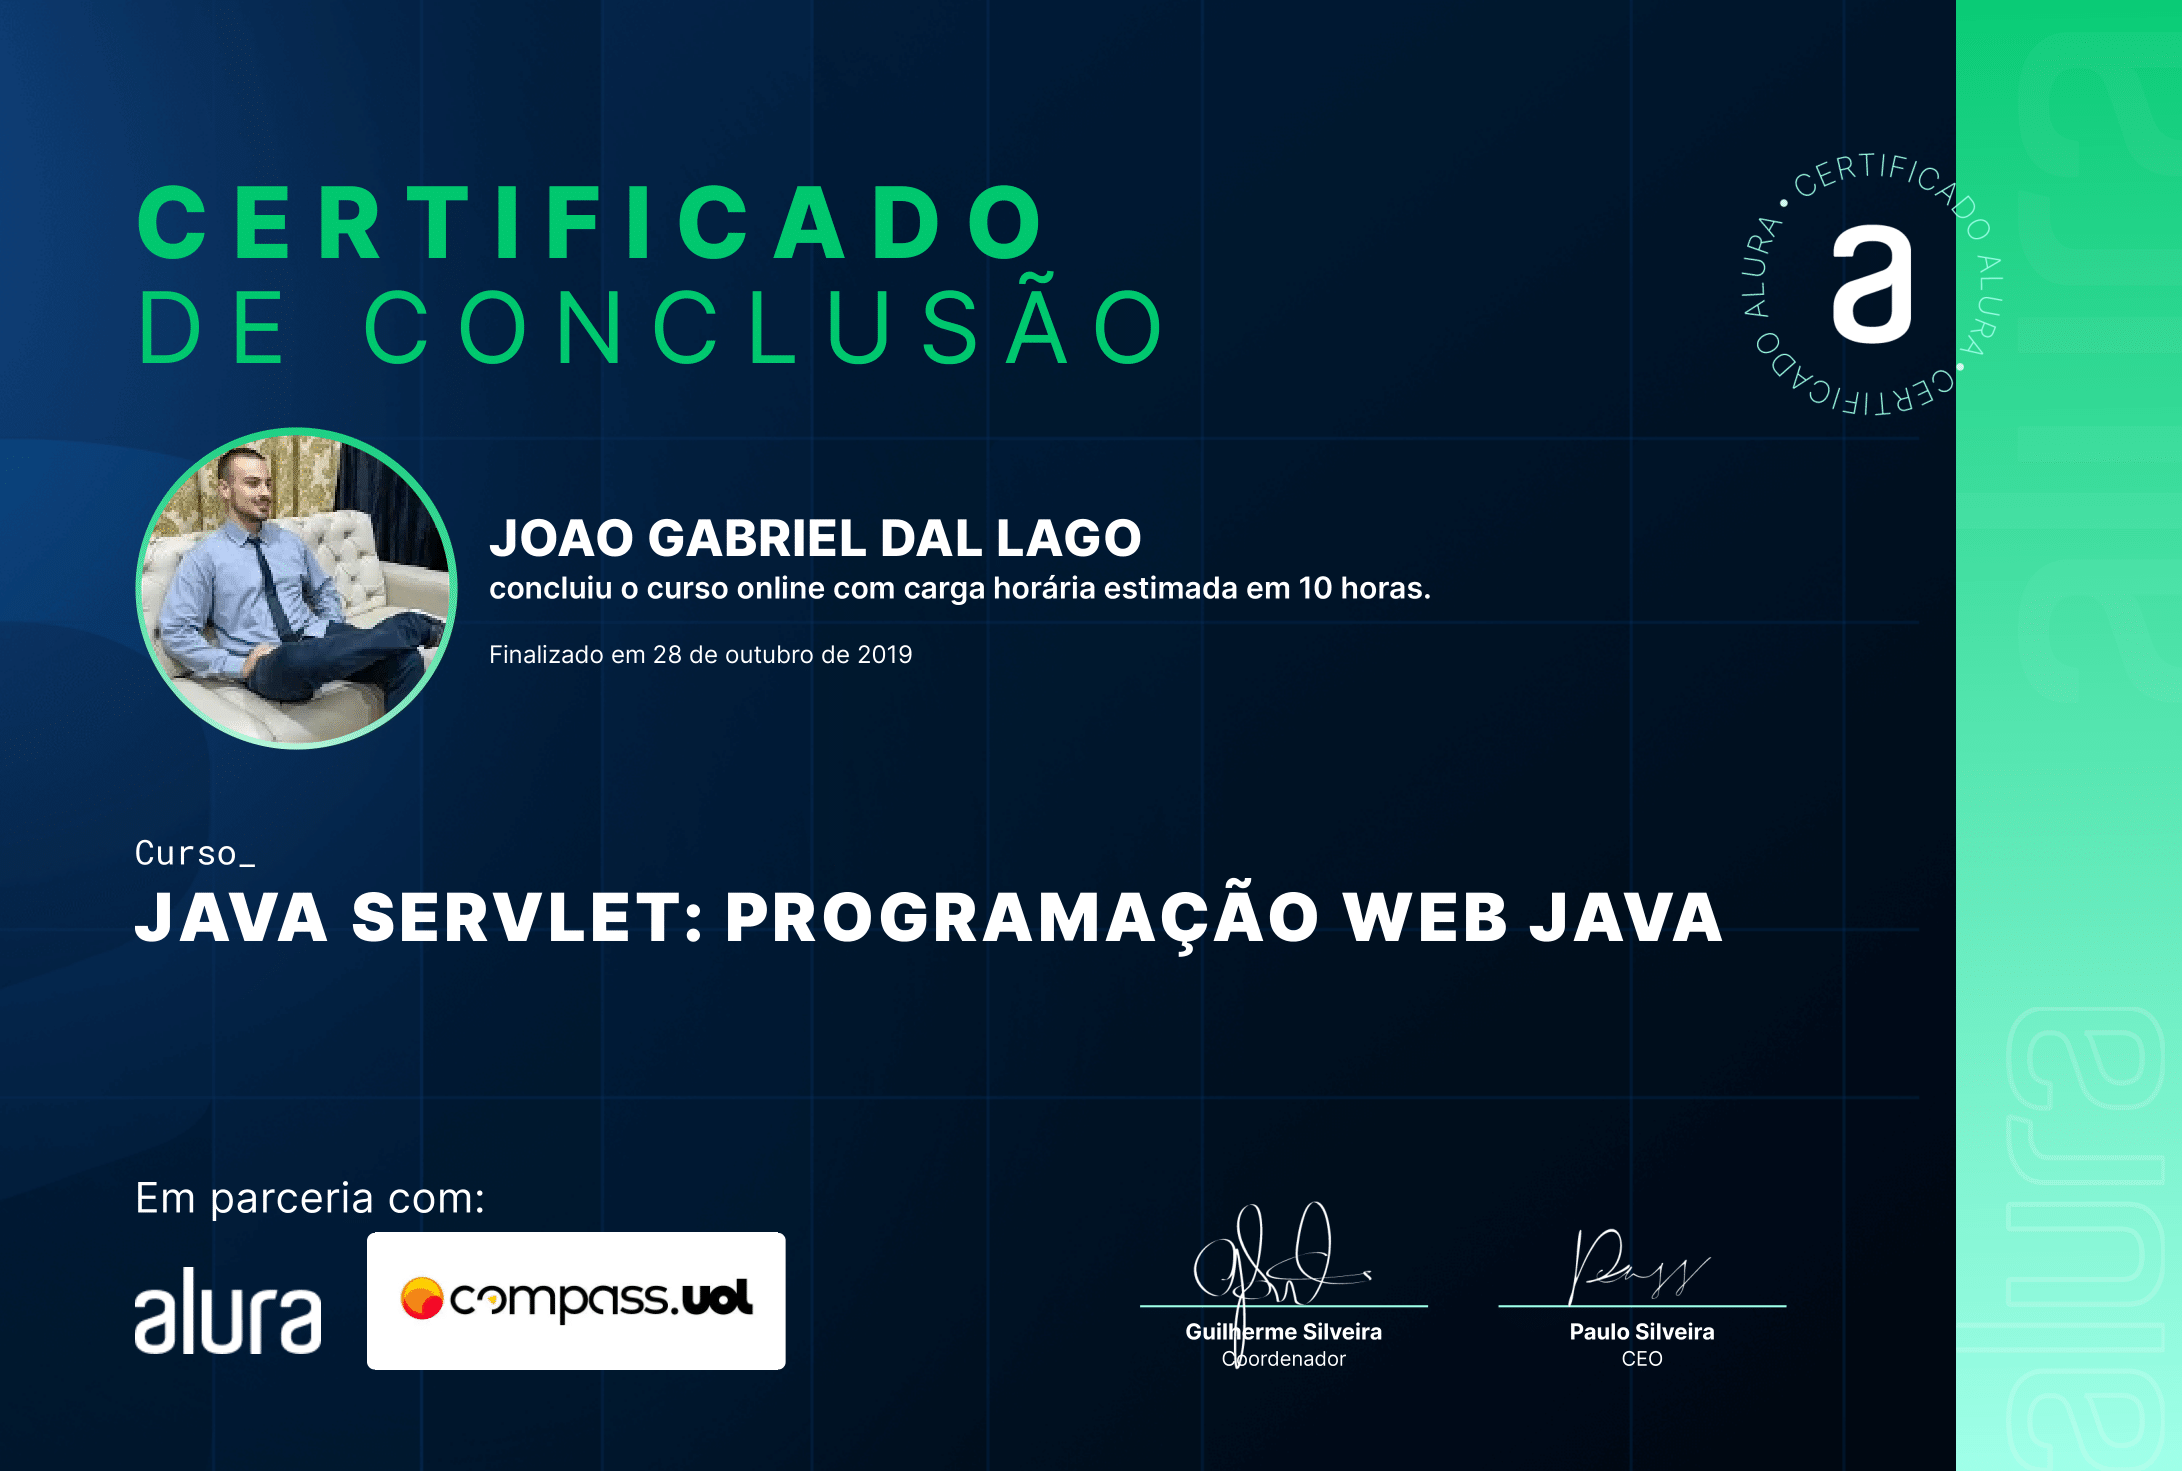 CERTIFICADO
DE CONCLUSÃO
CERTIFICADO ALURA • CERTIFICADO ALURA •
a
JOAO GABRIEL DAL LAGO
concluiu o curso online com carga horária estimada em 10 horas.
Finalizado em 28 de outubro de 2019
Curso_
JAVA SERVLET: PROGRAMAÇÃO WEB JAVA
Em parceria com:
alura
compass.uol
Guilherme Silveira
Coordenador
Paulo Silveira
CEO
alura
alura